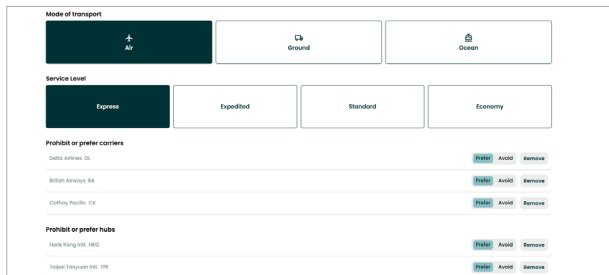 Mode of transport
Air
Ground
Ocean
Service Level
Express
Expedited
Standard
Economy
Prohibit or prefer carriers
Delta Airlines DL
Prefer Avoid Remove
British Airways BA
Prefer Avoid Remove
Cathay Pacific CX
Prefer Avoid Remove
Prohibit or prefer hubs
Honk Kong Intl. HKG
Prefer Avoid Remove
Taipei Taoyuan Intl. TPE
Prefer Avoid Remove